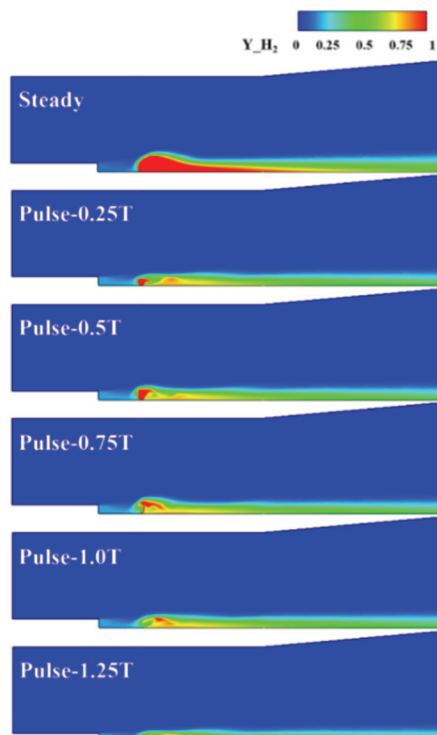 Y_H₂ 0 0.25 0.5 0.75 1
Steady
Pulse-0.25T
Pulse-0.5T
Pulse-0.75T
Pulse-1.0T
Pulse-1.25T